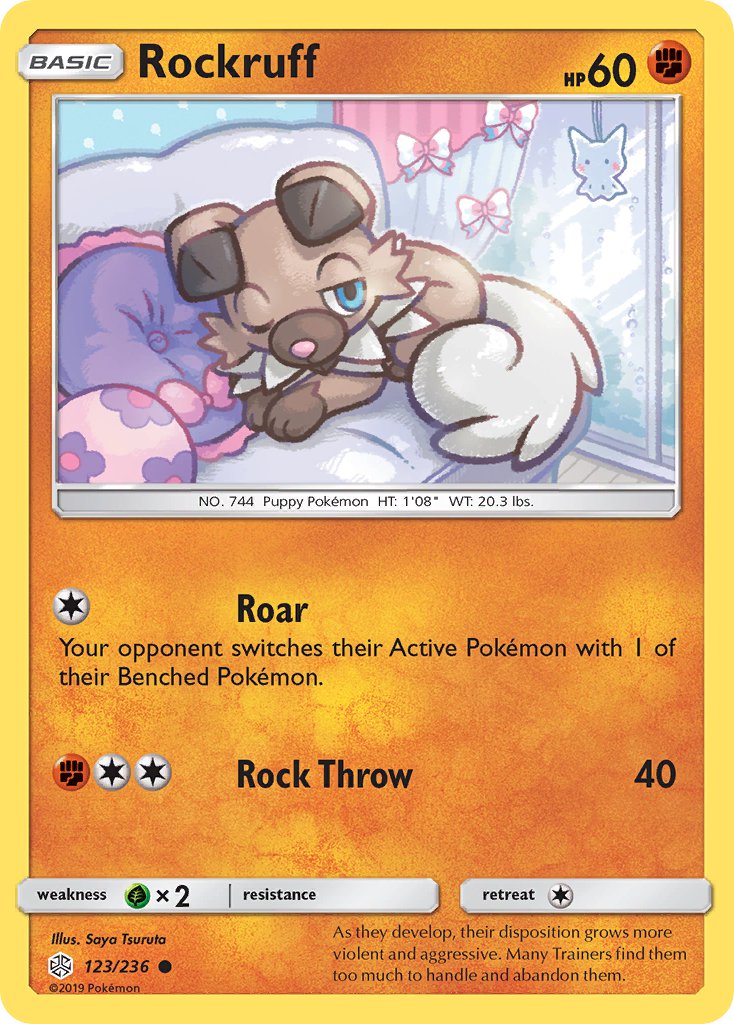 BASIC Rockruff HP60
NO. 744 Puppy Pokémon HT: 1'08" WT: 20.3 lbs.
Roar
Your opponent switches their Active Pokémon with 1 of
their Benched Pokémon.
Rock Throw 40
weakness ×2 resistance retreat
Illus. Saya Tsuruta
123/236
©2019 Pokémon
As they develop, their disposition grows more
violent and aggressive. Many Trainers find them
too much to handle and abandon them.